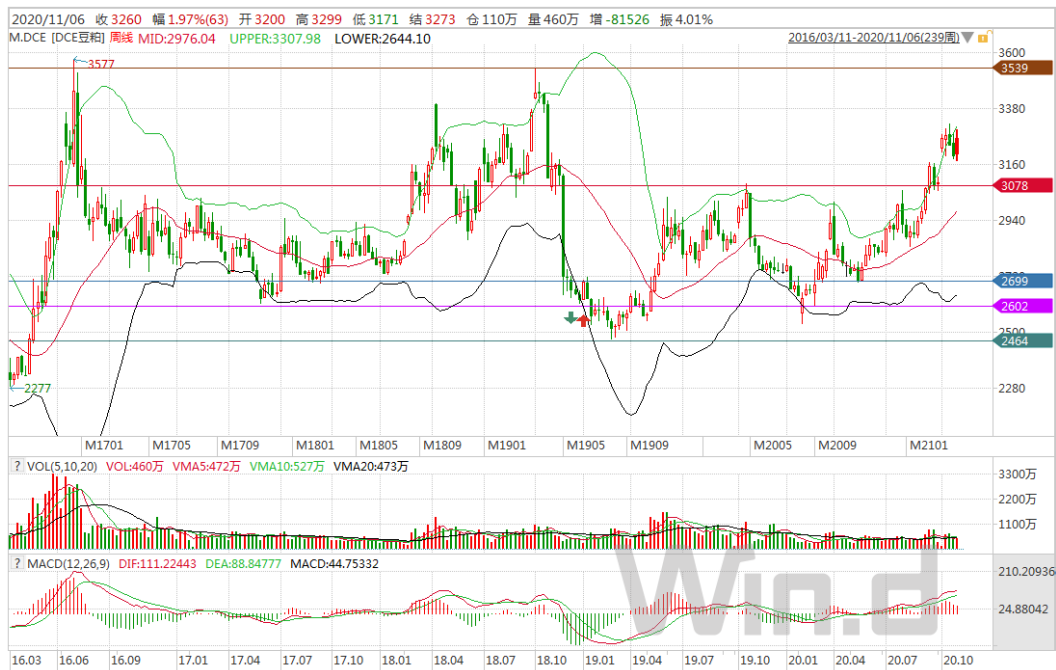 2020/11/06 收 3260 幅 1.97%(63) 开 3200 高 3299 低 3171 结 3273 仓 110万 量 460万 增 -81526 振 4.01%
M.DCE [DCE豆粕] 周线 MID:2976.04 UPPER:3307.98 LOWER:2644.10 2016/03/11-2020/11/06(239周)
3600
3577
3539
3380
3160
3078
2940
2699
2602
2500
2464
2277
2280
M1701 M1705 M1709 M1801 M1805 M1809 M1901 M1905 M1909 M2005 M2009 M2101
? VOL(5,10,20) VOL:460万 VMA5:472万 VMA10:527万 VMA20:473万
3300万
2200万
1100万
? MACD(12,26,9) DIF:111.22443 DEA:88.84777 MACD:44.75332
210.20936
24.88042
Win.d
16.03 16.06 16.09 17.01 17.04 17.07 17.10 18.01 18.04 18.07 18.10 19.01 19.04 19.07 19.10 20.01 20.04 20.07 20.10